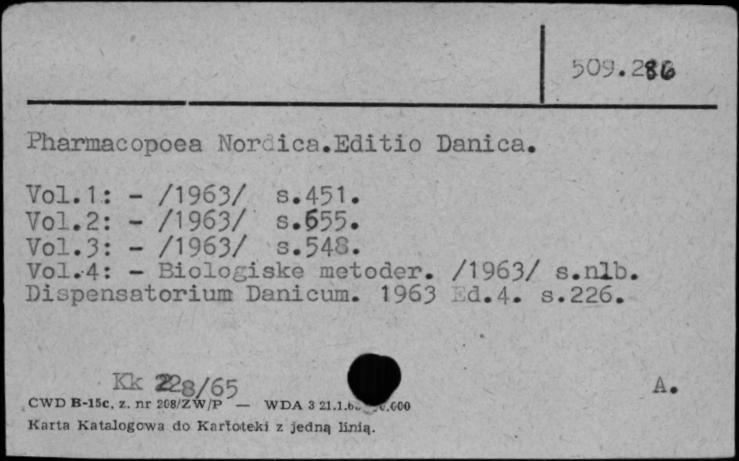 509.286
Pharmacopoea Nordica.Editio Danica.
Vol.1: - /1963/ s.451.
Vol.2: - /1963/ s.655.
Vol.3: - /1963/ s.548.
Vol.4: - Biologiske metoder. /1963/ s.nlb.
Dispensatorium Danicum. 1963 Ed.4. s.226.
Kk 228/65
A.
CWD B-15c, z. nr 208/ZW/P — WDA 3 21.1.
Karta Katalogowa do Kartoteki z jedną linią.